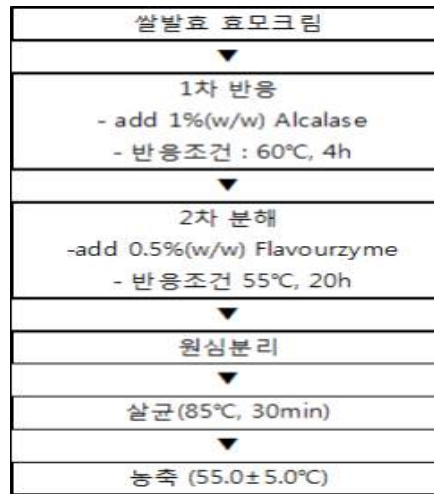 쌀발효 효모크림
▼
1차 반응
- add 1%(w/w) Alcalase
- 반응조건 : 60℃, 4h
▼
2차 분해
-add 0.5%(w/w) Flavourzyme
- 반응조건 55℃, 20h
▼
원심분리
▼
살균(85℃, 30min)
▼
농축 (55.0±5.0℃)